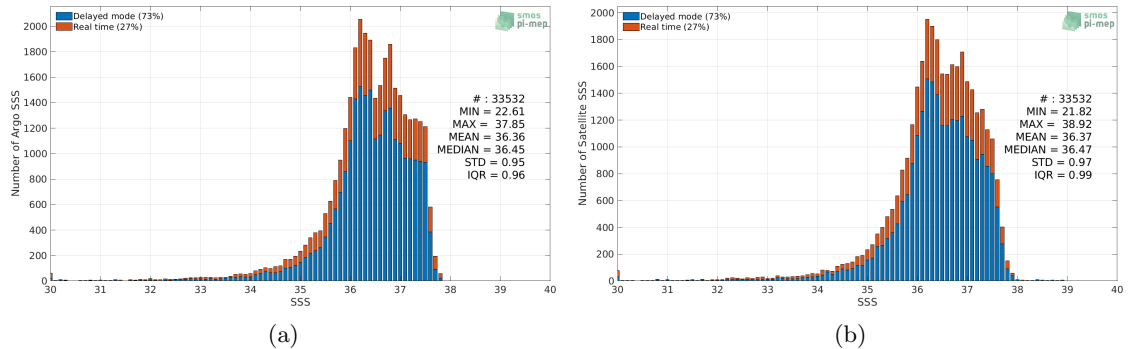 Delayed mode (73%)
Real time (27%)
smos
pi-mep
2000
1800
1600
1400
1200
1000
800
600
400
200
0
Number of Argo SSS
# : 33532
MIN = 22.61
MAX = 37.85
MEAN = 36.36
MEDIAN = 36.45
STD = 0.95
IQR = 0.96
30 31 32 33 34 35 36 37 38 39 40
SSS
(a)
Delayed mode (73%)
Real time (27%)
smos
pi-mep
2000
1800
1600
1400
1200
1000
800
600
400
200
0
Number of Satellite SSS
# : 33532
MIN = 21.82
MAX = 38.92
MEAN = 36.37
MEDIAN = 36.47
STD = 0.97
IQR = 0.99
30 31 32 33 34 35 36 37 38 39 40
SSS
(b)